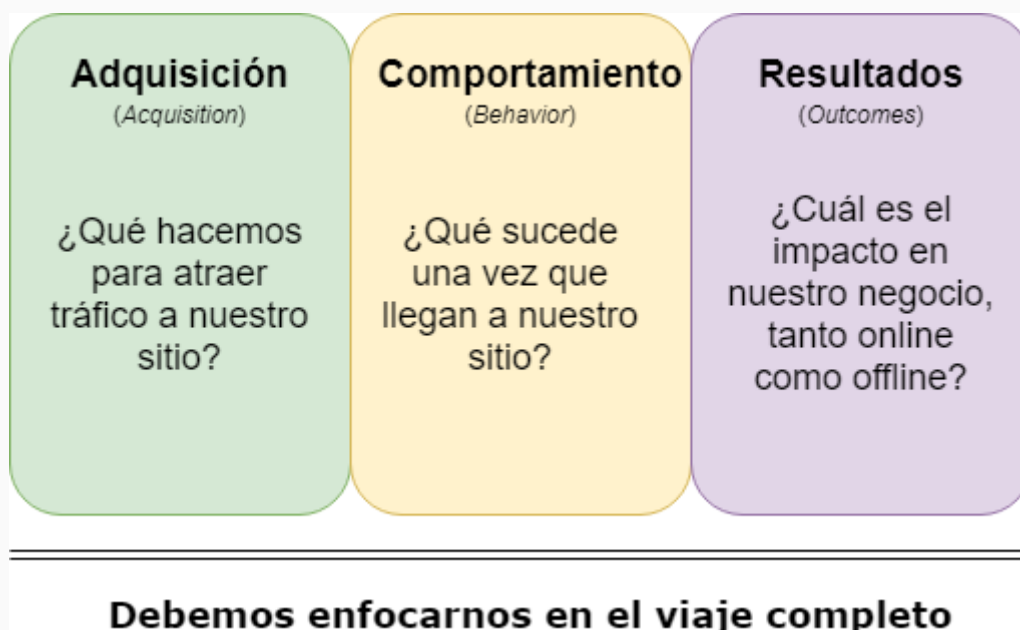 Adquisición
(Acquisition)
¿Qué hacemos
para atraer
tráfico a nuestro
sitio?
Comportamiento
(Behavior)
¿Qué sucede
una vez que
llegan a nuestro
sitio?
Resultados
(Outcomes)
¿Cuál es el
impacto en
nuestro negocio,
tanto online
como offline?
Debemos enfocarnos en el viaje completo